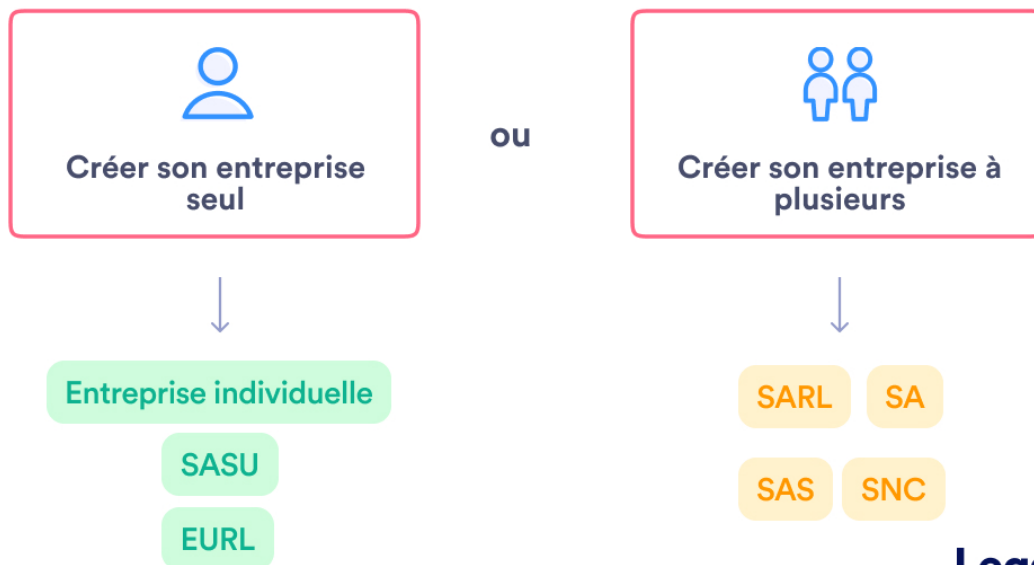 Créer son entreprise
seul
ou
Créer son entreprise à
plusieurs
Entreprise individuelle
SASU
EURL
SARL
SA
SAS
SNC